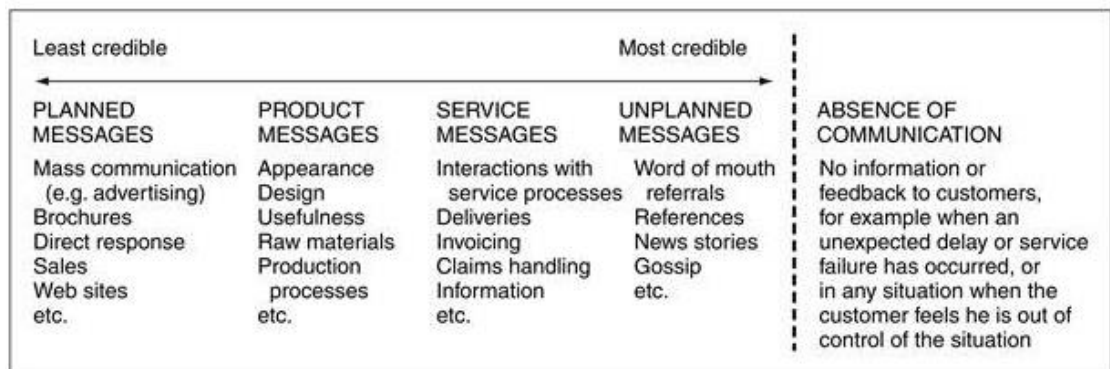 Least credible
Most credible
PLANNED
MESSAGES
Mass communication
(e.g. advertising)
Brochures
Direct response
Sales
Web sites
etc.
PRODUCT
MESSAGES
Appearance
Design
Usefulness
Raw materials
Production
processes
etc.
SERVICE
MESSAGES
Interactions with
service processes
Deliveries
Invoicing
Claims handling
Information
etc.
UNPLANNED
MESSAGES
Word of mouth
referrals
References
News stories
Gossip
etc.
ABSENCE OF
COMMUNICATION
No information or
feedback to customers,
for example when an
unexpected delay or service
failure has occurred, or
in any situation when the
customer feels he is out of
control of the situation